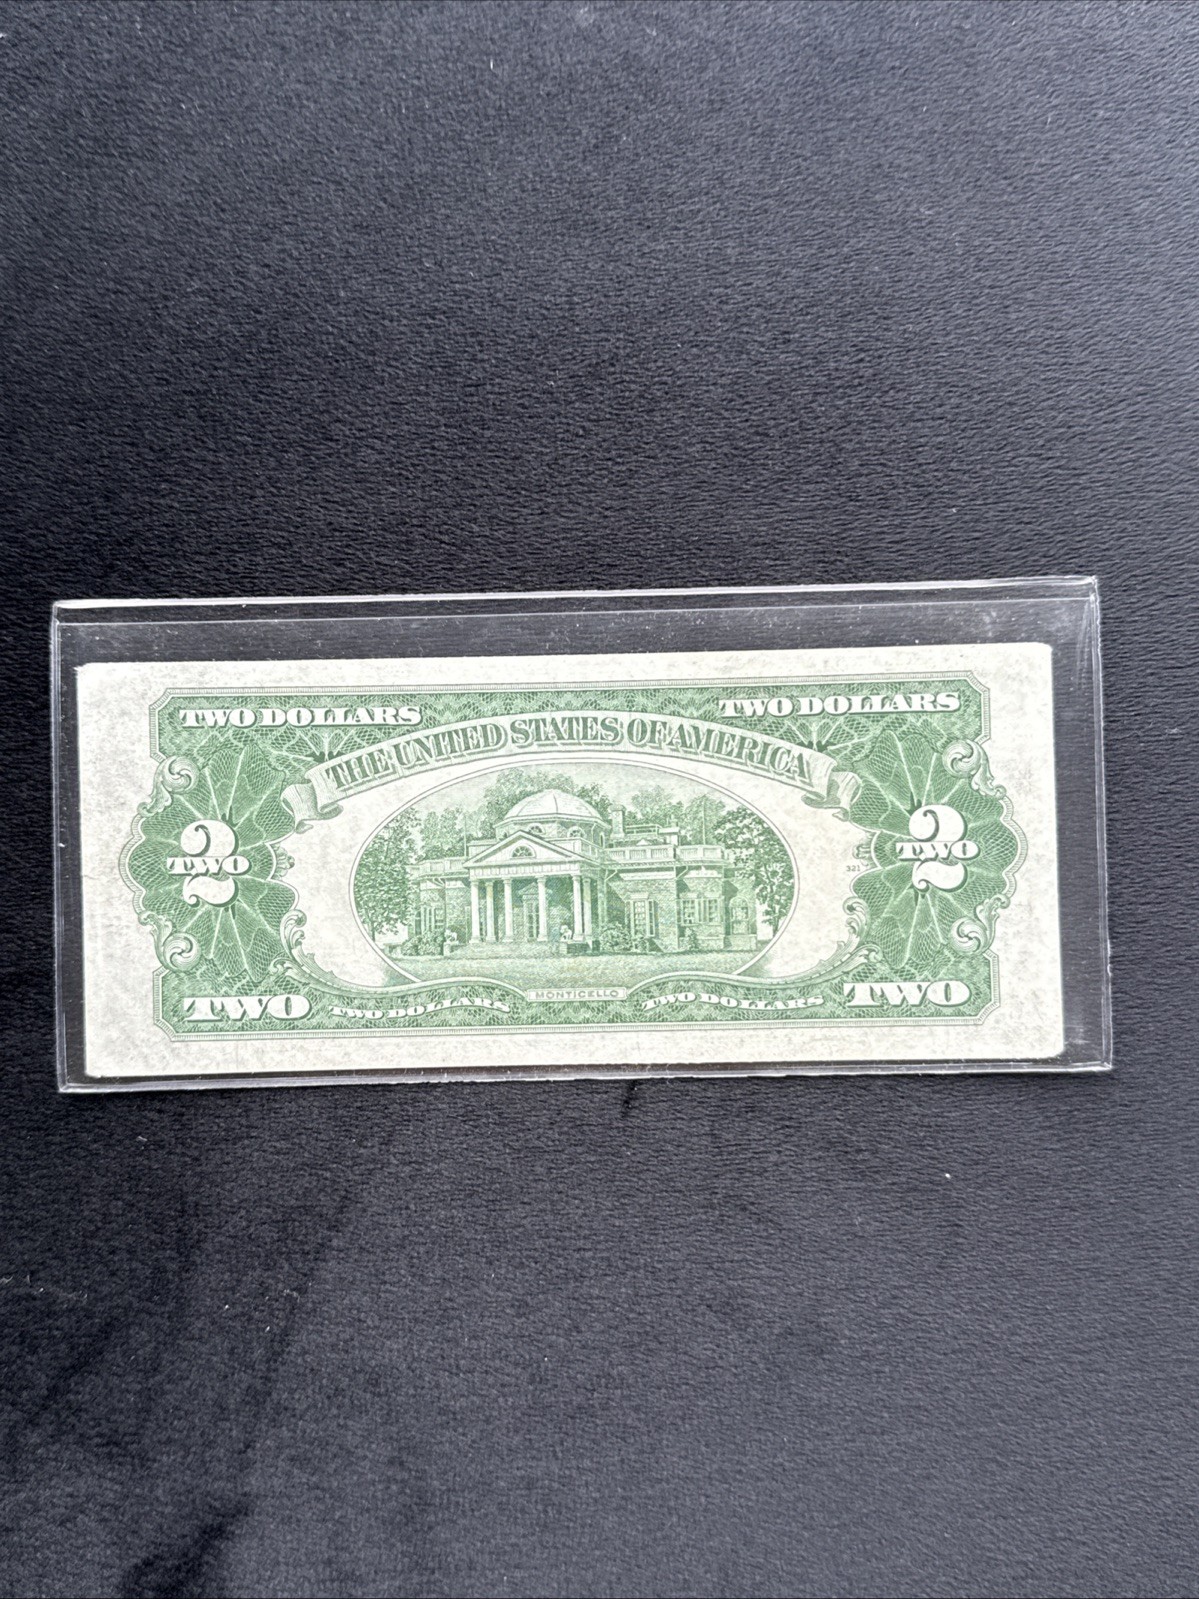 TWO DOLLARS TWO DOLLARS
THE UNITED STATES OF AMERICA
2 2
TWO TWO
321
TWO TWO DOLLARS MONTICELLO TWO DOLLARS TWO